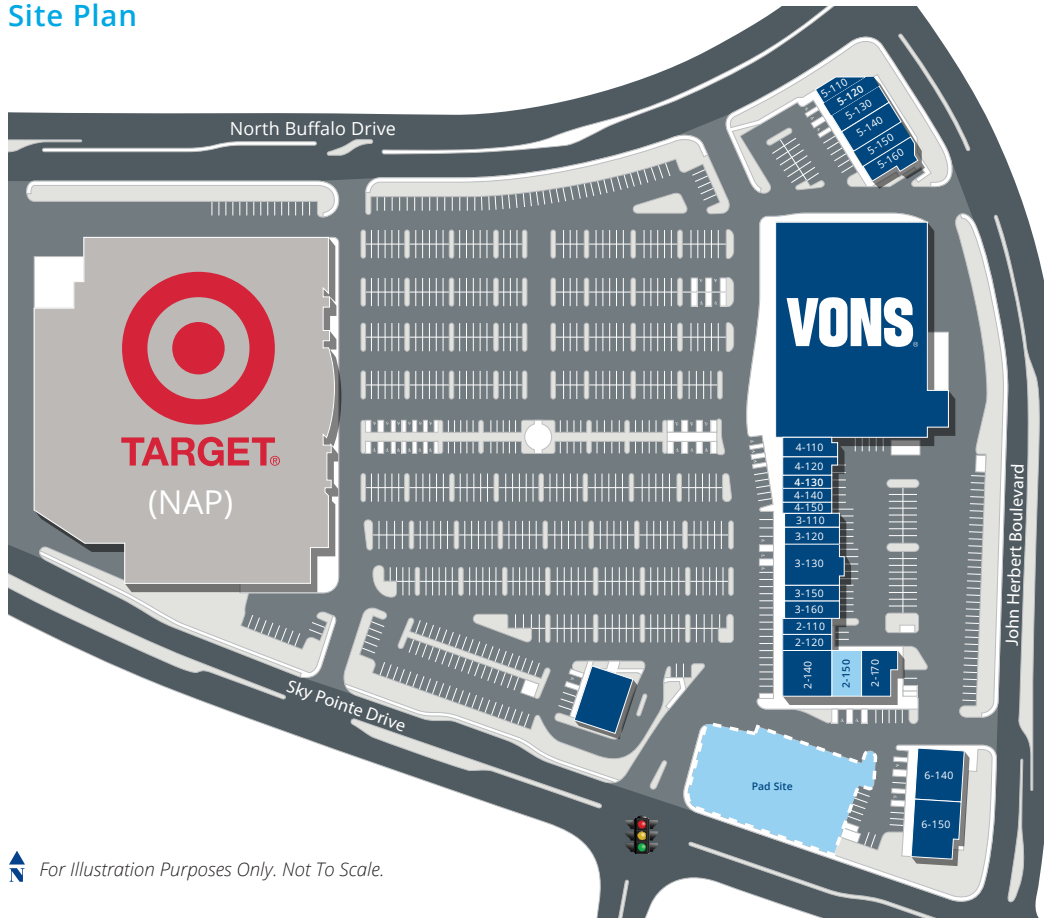 Site Plan
North Buffalo Drive
5-110
5-120
5-130
5-140
5-150
5-160
VONS®
TARGET®
(NAP)
4-110
4-120
4-130
4-140
4-150
3-110
3-120
3-130
3-150
3-160
2-110
2-120
2-140
2-150
2-170
John Herbert Boulevard
Sky Pointe Drive
Pad Site
6-140
6-150
N
For Illustration Purposes Only. Not To Scale.